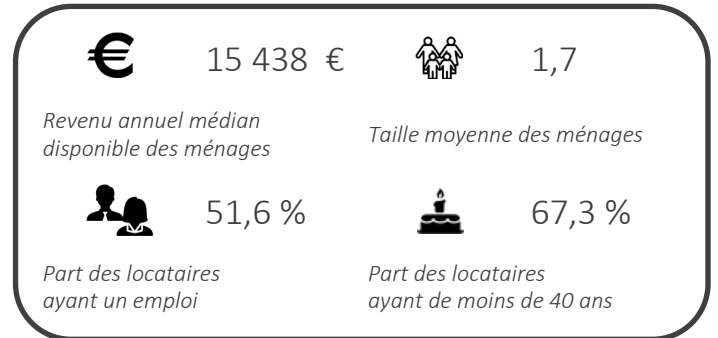 € 15 438 € 1,7
Revenu annuel médian
disponible des ménages
Taille moyenne des ménages
51,6 % 67,3 %
Part des locataires
ayant un emploi
Part des locataires
ayant de moins de 40 ans